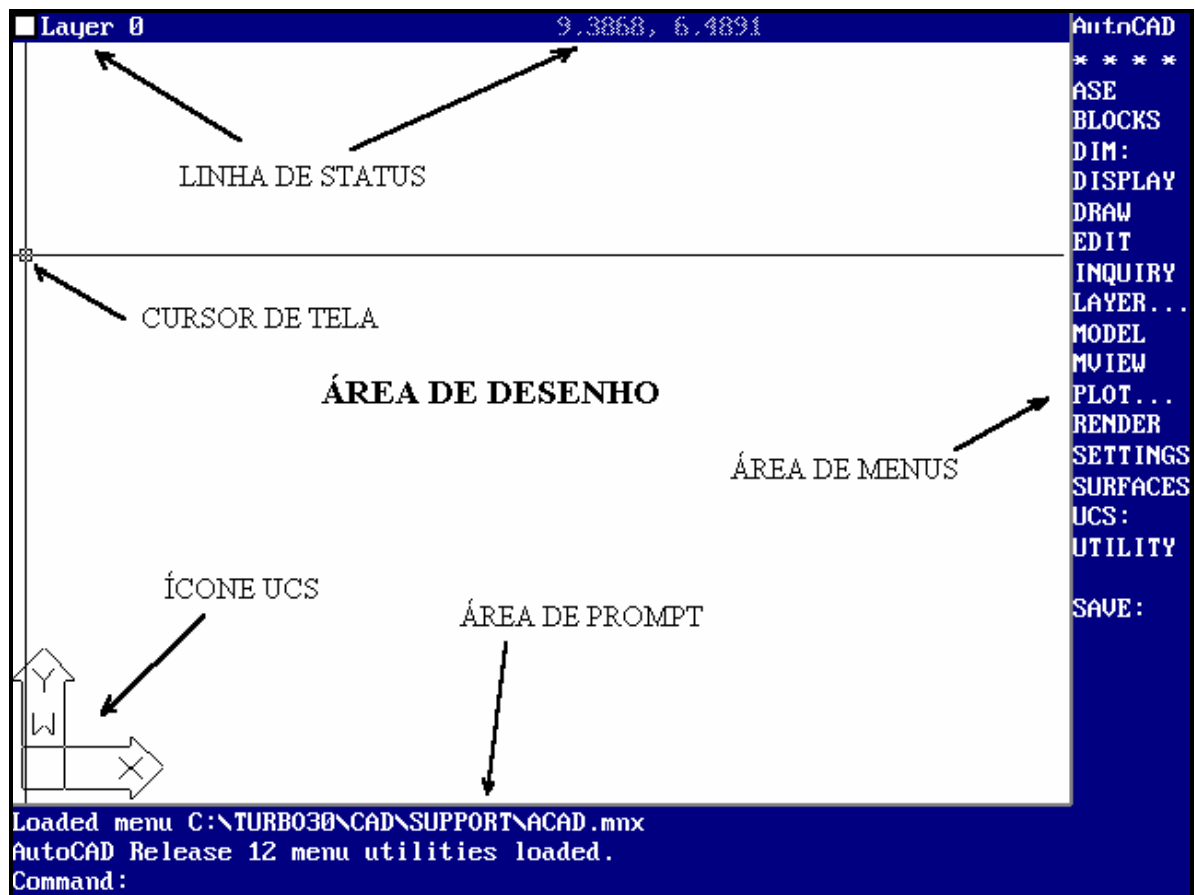 Layer 0
9.3868, 6.4891
AutoCAD
* * * *
ASE
BLOCKS
DIM:
DISPLAY
DRAW
EDIT
INQUIRY
LAYER...
MODEL
MVIEW
PLOT...
RENDER
SETTINGS
SURFACES
UCS:
UTILITY
SAVE:
LINHA DE STATUS
CURSOR DE TELA
ÁREA DE DESENHO
ÁREA DE MENUS
ÍCONE UCS
ÁREA DE PROMPT
Y
W
X
Loaded menu C:\TURBO30\CAD\SUPPORT\ACAD.mnx
AutoCAD Release 12 menu utilities loaded.
Command: